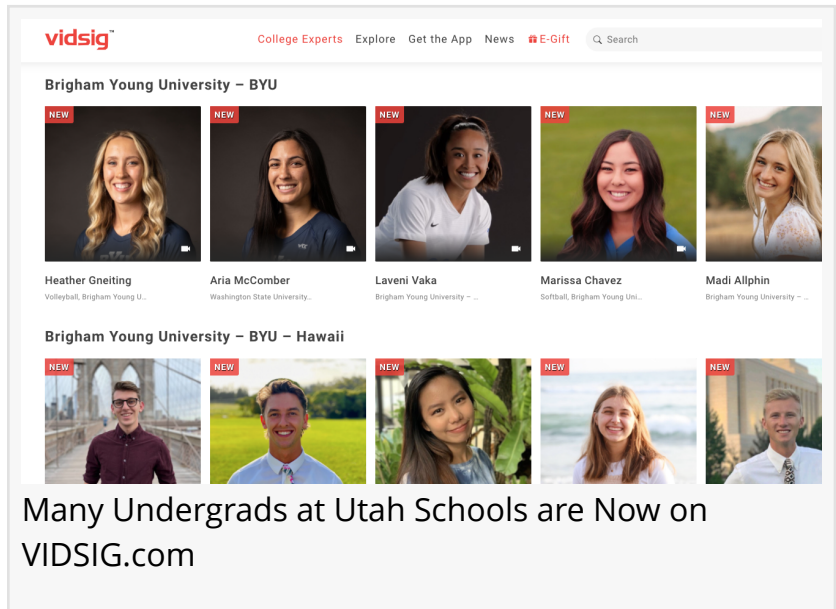 vidsig™
College Experts Explore Get the App News E-Gift Search
Brigham Young University – BYU
NEW NEW NEW NEW NEW
Heather Gneiting Aria McComber Laveni Vaka Marissa Chavez Madi Allphin
Volleyball, Brigham Young U... Washington State University... Brigham Young University – ... Softball, Brigham Young Uni... Brigham Young University – ...
Brigham Young University – BYU – Hawaii
NEW NEW NEW NEW NEW
Many Undergrads at Utah Schools are Now on
VIDSIG.com